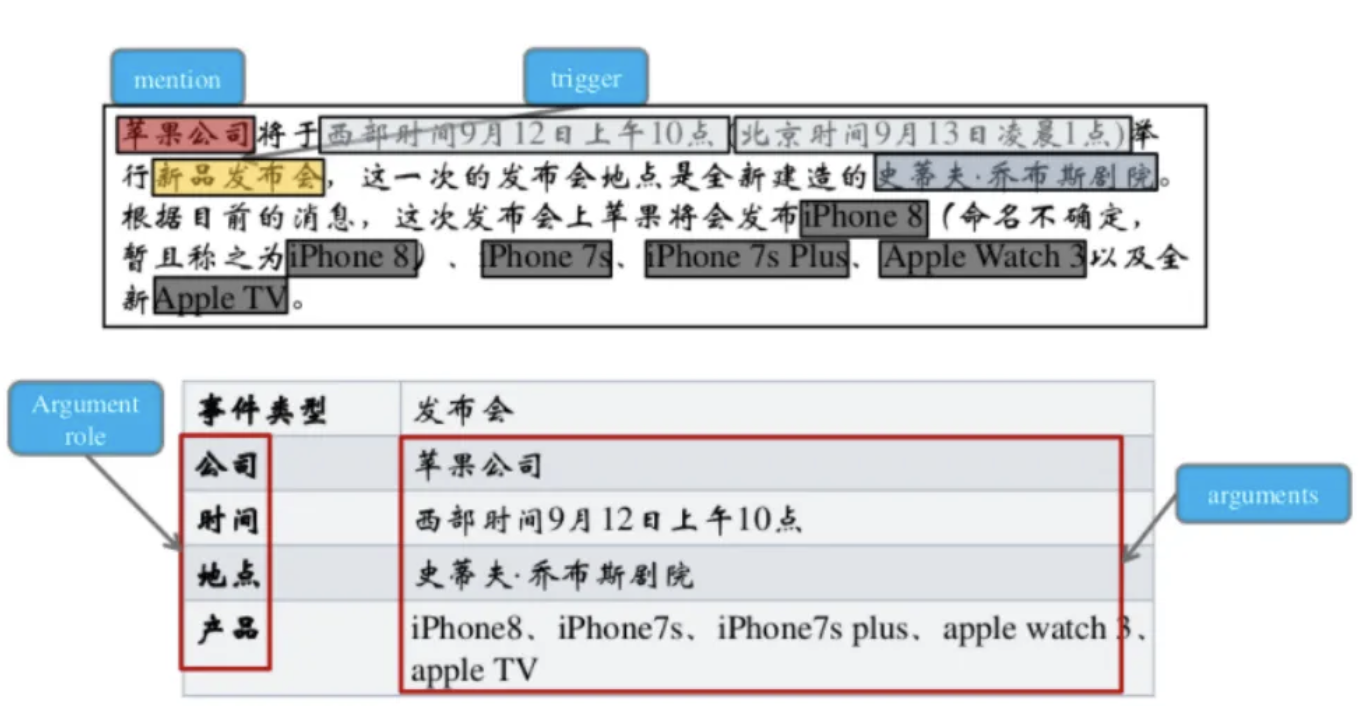 mention
trigger
苹果公司将于西部时间9月12日上午10点(北京时间9月13日凌晨1点)举
行新品发布会，这一次的发布会地点是全新建造的史蒂夫·乔布斯剧院。
根据目前的消息，这次发布会上苹果将会发布iPhone 8（命名不确定，
暂且称之为iPhone 8）、iPhone 7s、iPhone 7s Plus、Apple Watch 3以及全
新Apple TV。
Argument
role
事件类型 发布会
公司 苹果公司
时间 西部时间9月12日上午10点
地点 史蒂夫·乔布斯剧院
产品 iPhone8、iPhone7s、iPhone7s plus、apple watch 3、
apple TV
arguments